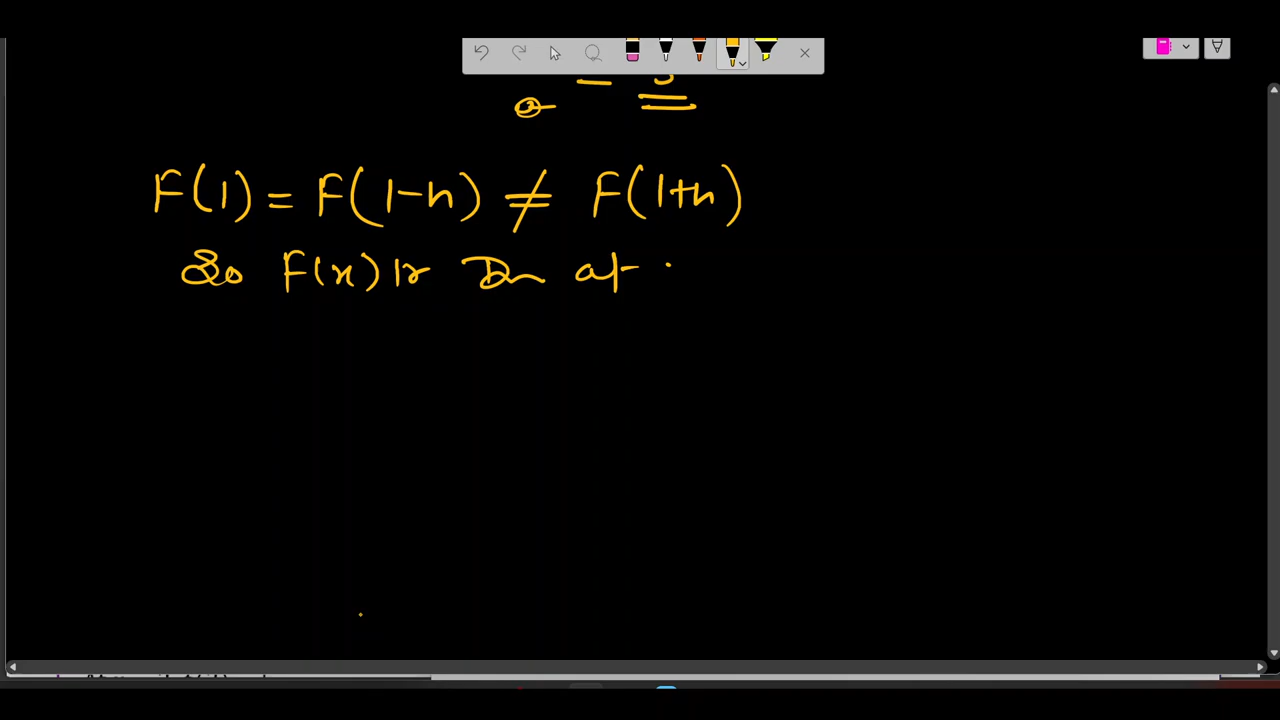 F(1) = F(1-h) ≠ F(1+h)
So F(x) is Dn at